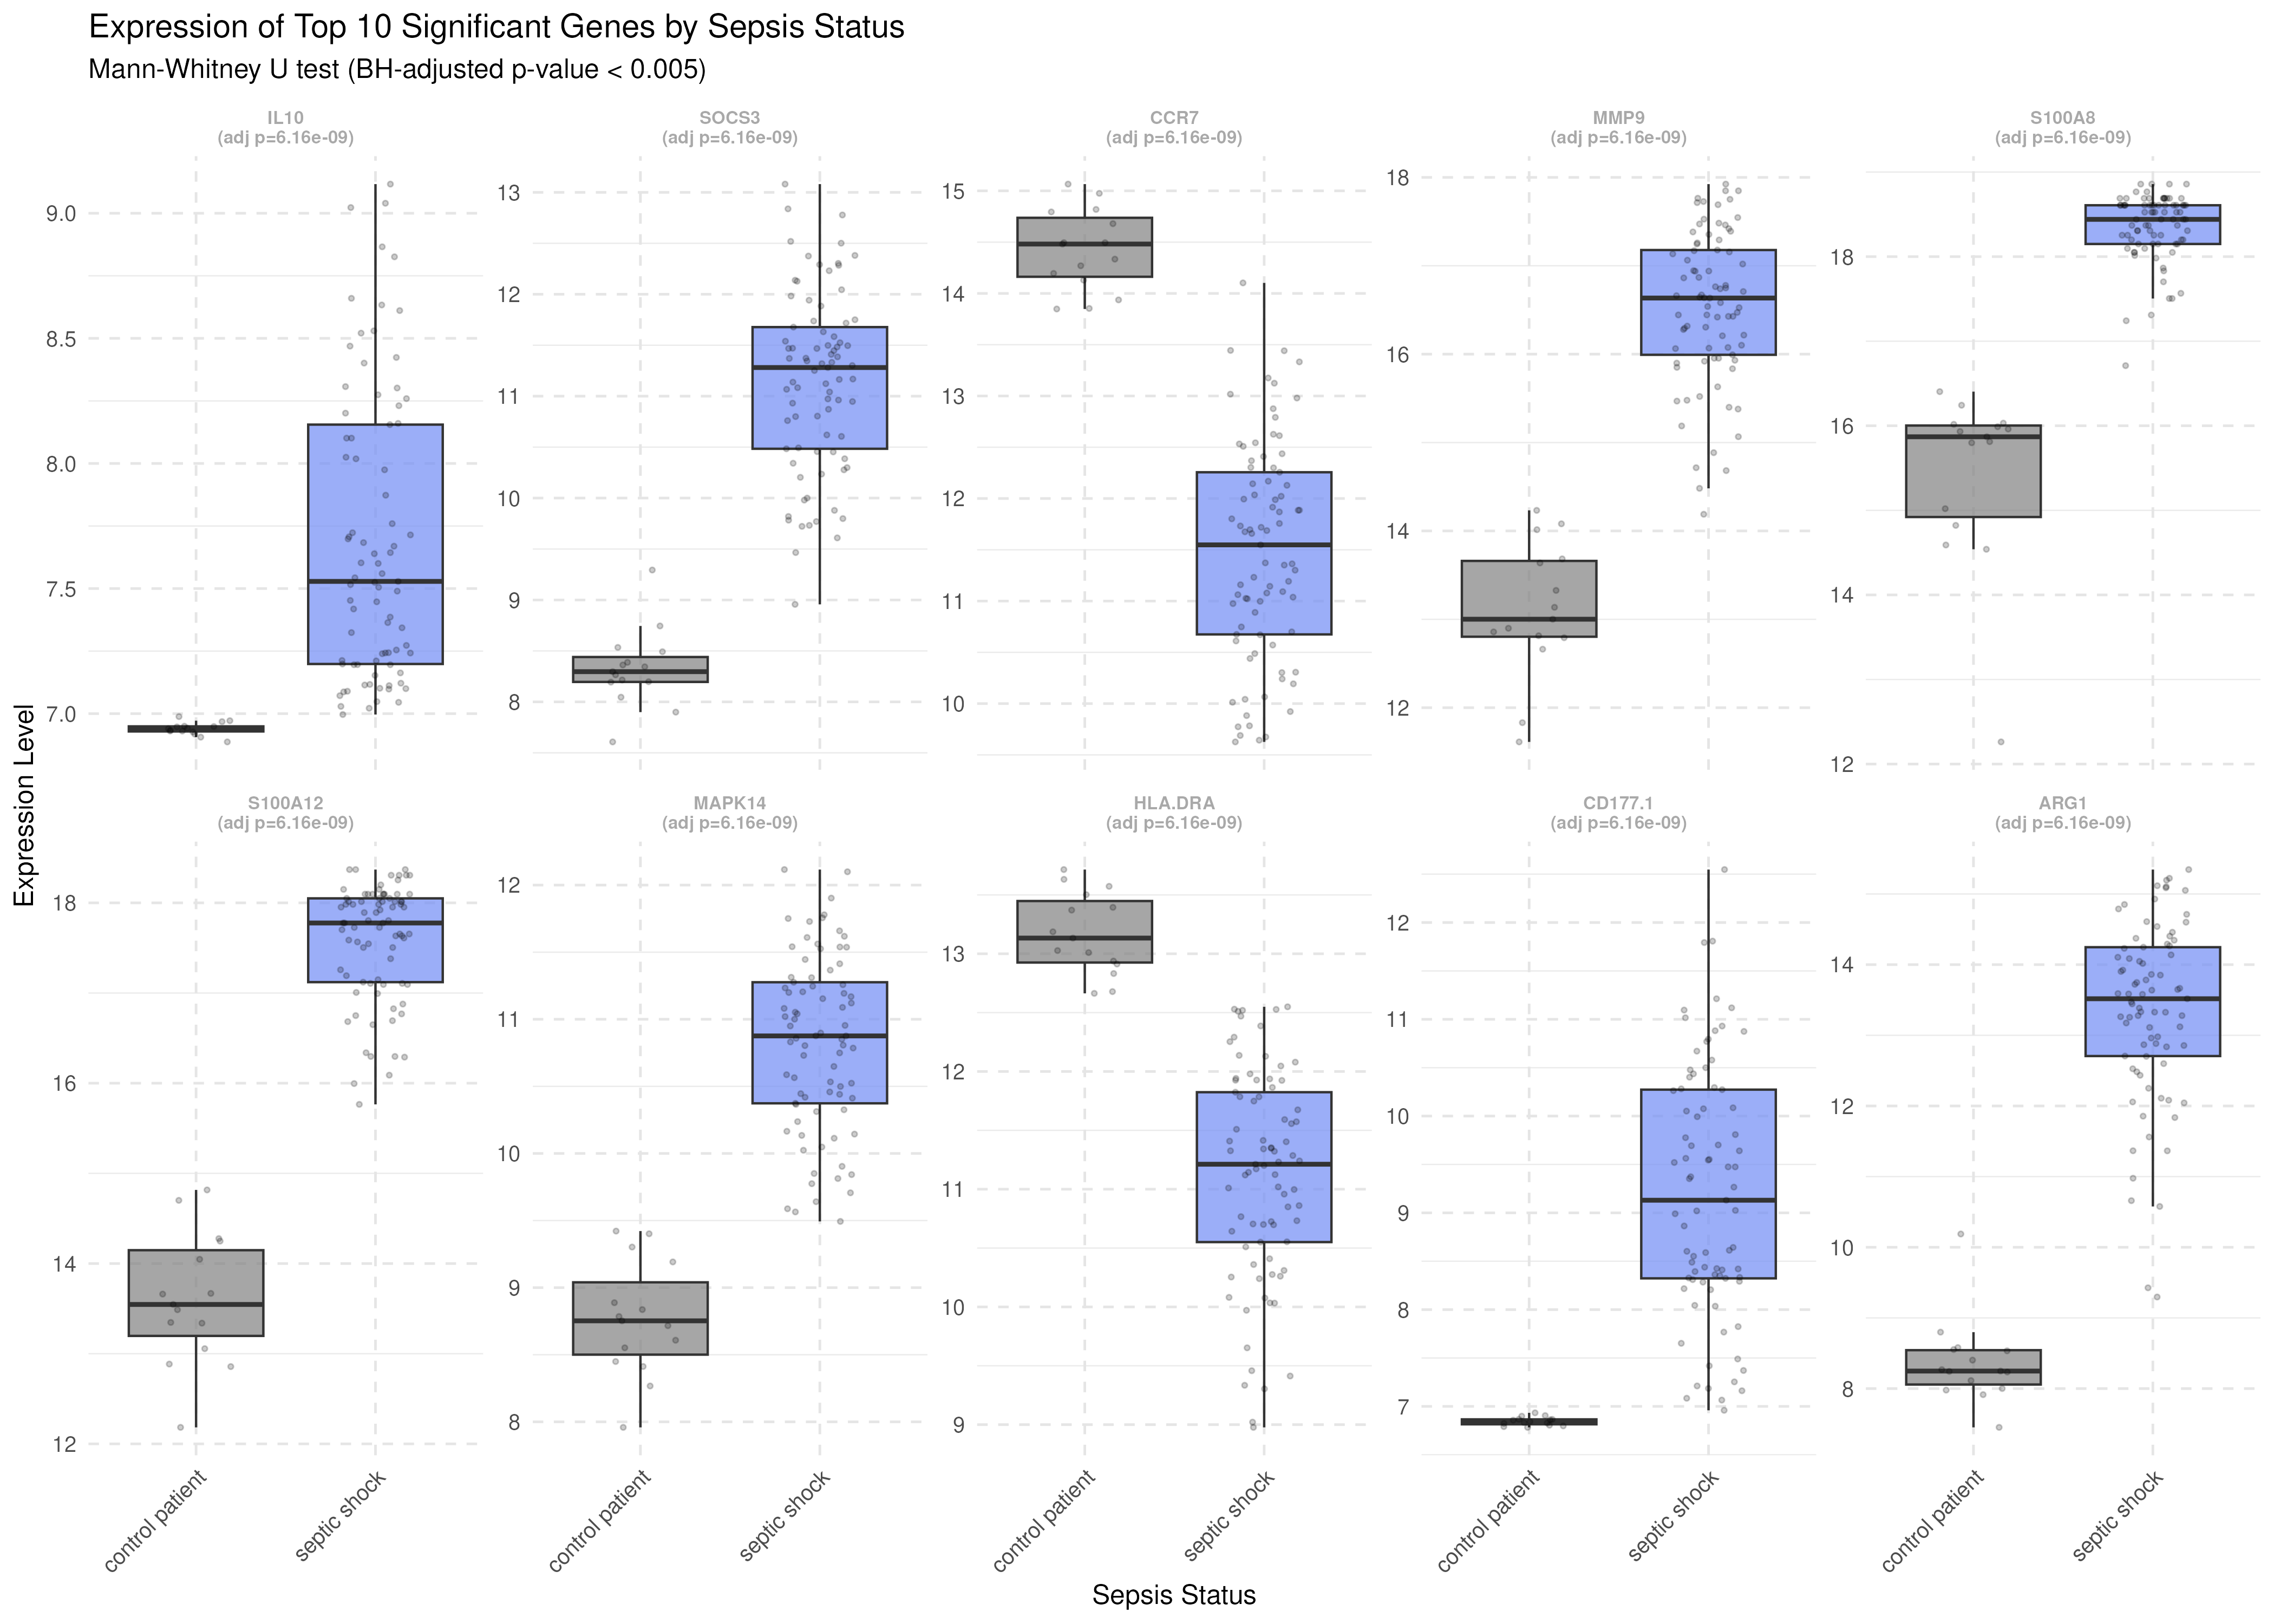 Expression of Top 10 Significant Genes by Sepsis Status
Mann-Whitney U test (BH-adjusted p-value < 0.005)
Expression Level
IL10
(adj p=6.16e-09)
9.0
8.5
8.0
7.5
7.0
SOCS3
(adj p=6.16e-09)
13
12
11
10
9
8
CCR7
(adj p=6.16e-09)
15
14
13
12
11
10
MMP9
(adj p=6.16e-09)
18
16
14
12
S100A8
(adj p=6.16e-09)
18
16
14
12
S100A12
(adj p=6.16e-09)
18
16
14
12
control patient
septic shock
MAPK14
(adj p=6.16e-09)
12
11
10
9
8
control patient
septic shock
HLA.DRA
(adj p=6.16e-09)
13
12
11
10
9
control patient
septic shock
CD177.1
(adj p=6.16e-09)
12
11
10
9
8
7
control patient
septic shock
ARG1
(adj p=6.16e-09)
14
12
10
8
control patient
septic shock
Sepsis Status